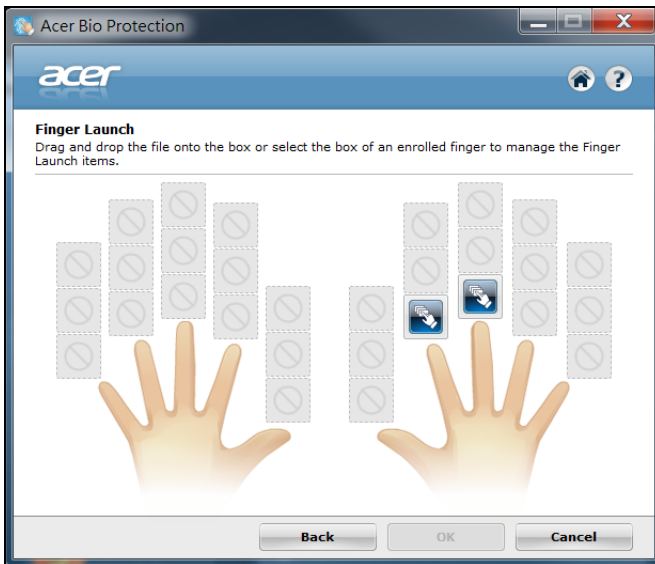 Acer Bio Protection
acer
Finger Launch
Drag and drop the file onto the box or select the box of an enrolled finger to manage the Finger
Launch items.
Back
OK
Cancel